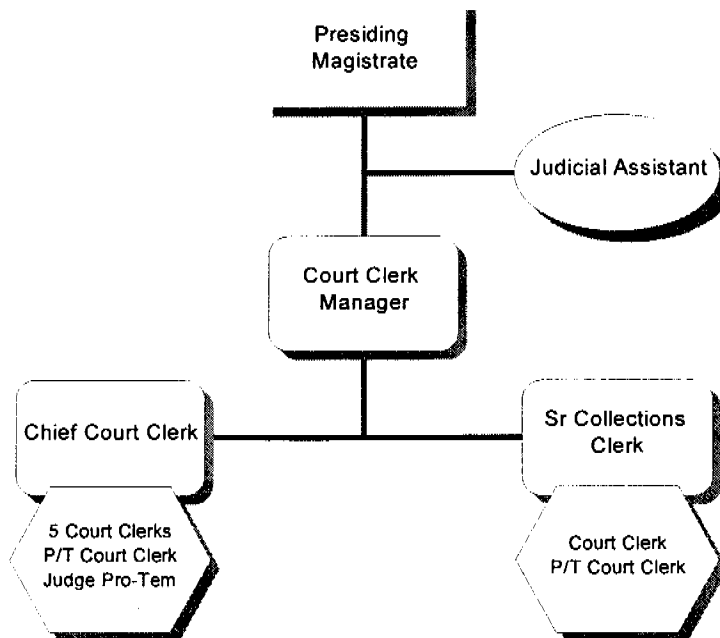 Presiding
Magistrate
Judicial Assistant
Court Clerk
Manager
Chief Court Clerk
Sr Collections
Clerk
5 Court Clerks
P/T Court Clerk
Judge Pro-Tem
Court Clerk
P/T Court Clerk